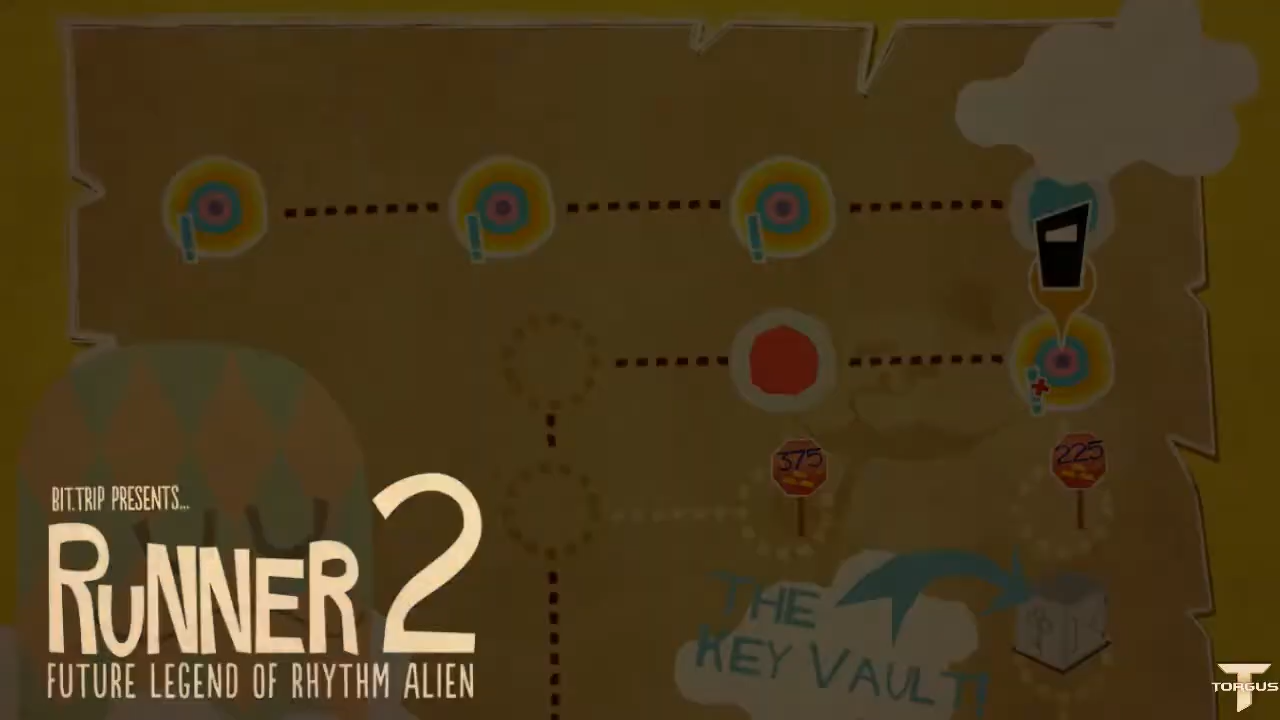 375
225
BIT.TRIP PRESENTS...
RUNNER 2
FUTURE LEGEND OF RHYTHM ALIEN
THE
KEY VAULT!
TORGUS